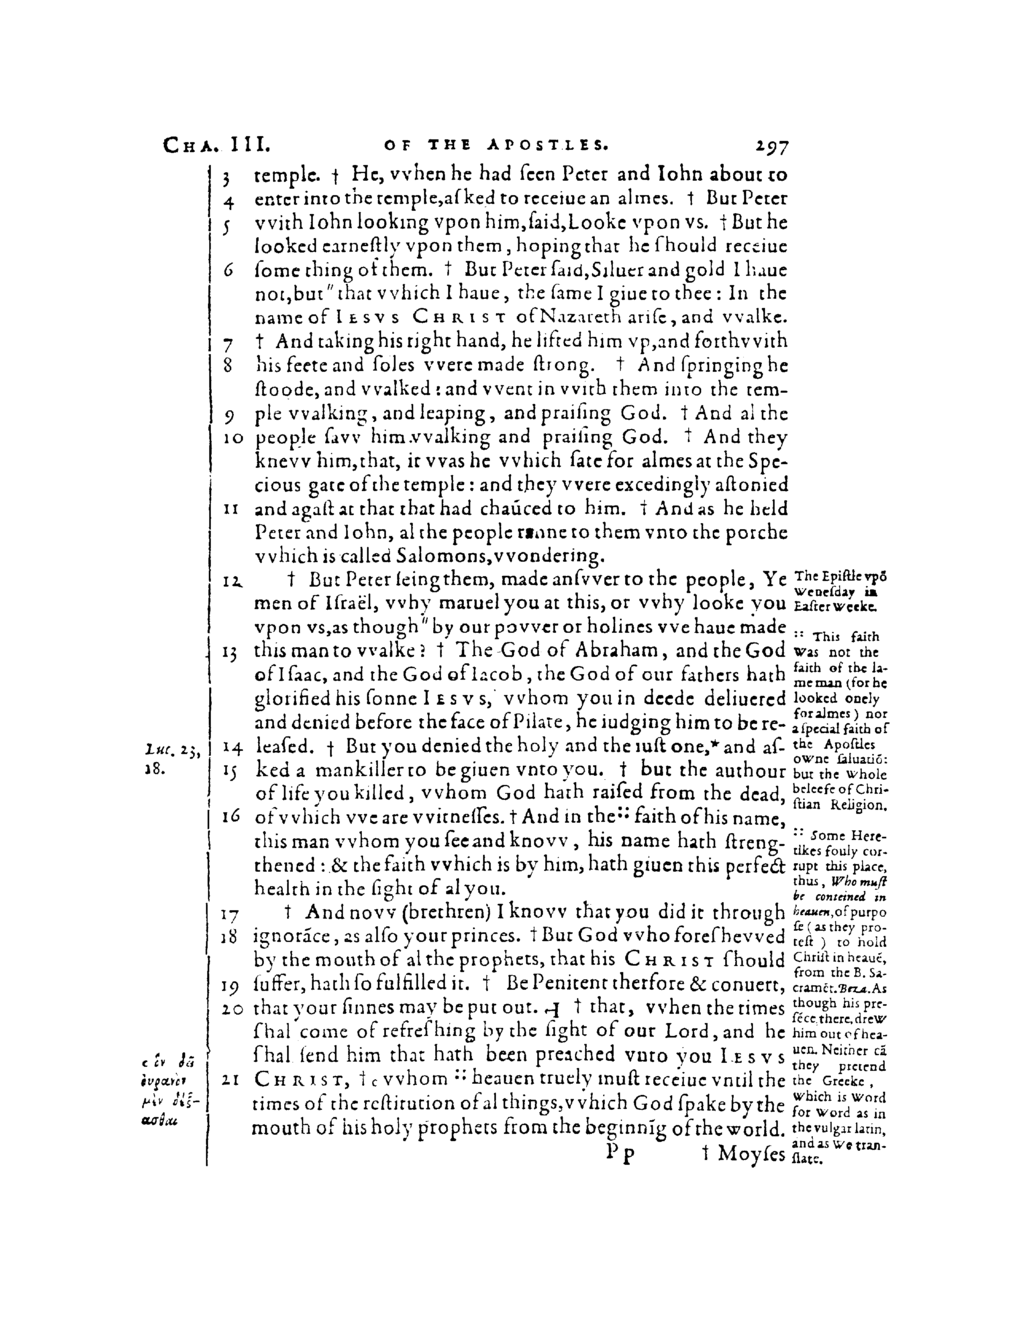 CHA. III. OF THE APOSTLES. 297
3 temple. † He, vvhen he had ſeen Peter and Iohn about to
4 enter into the temple, aſked to receiue an almes. † But Peter
5 vvith Iohn looking vpon him, ſaid, Looke vpon vs. † But he
looked earneſtly vpon them, hoping that he ſhould receiue
6 ſome thing of them. † But Peter ſaid, Siluer and gold I haue
not, but" that vvhich I haue, the ſame I giue to thee: In the
name of IESVS CHRIST of Nazareth ariſe, and vvalke.
7 † And taking his right hand, he lifted him vp, and forthvvith
8 his feete and ſoles vvere made ſtrong. † And ſpringing he
ſtoode, and vvalked: and vvent in vvith them into the tem-
9 ple vvalking, and leaping, and praiſing God. † And al the
10 people ſavv him vvalking and praiſing God. † And they
knevv him, that, it vvas he vvhich ſate for almes at the Spe-
cious gate of the temple: and they vvere excedingly aſtonied
11 and agaſt at that that had chaũced to him. † And as he held
Peter and Iohn, al the people ranne to them vnto the porche
vvhich is called Salomons, vvondering.
12 † But Peter ſeing them, made anſvver to the people, Ye
men of Iſraël, vvhy maruel you at this, or vvhy looke you
vpon vs, as though" by our povver or holines vve haue made
13 this man to vvalke? † The God of Abraham, and the God
of Iſaac, and the God of Iacob, the God of our fathers hath
glorified his ſonne IESVS, vvhom you in deede deliuered
and denied before the face of Pilate, he iudging him to be re-
14 leaſed. † But you denied the holy and the iuſt one,* and aſ-
15 ked a mankiller to be giuen vnto you. † but the authour
of life you killed, vvhom God hath raiſed from the dead,
16 of vvhich vve are vvitneſſes. † And in the :: faith of his name,
this man vvhom you ſee and knovv, his name hath ſtreng-
thened: & the faith vvhich is by him, hath giuen this perfect
health in the ſight of al you.
17 † And novv (brethren) I knovv that you did it through
18 ignorãce, as alſo your princes. † But God vvho foreſhevved
by the mouth of al the prophets, that his CHRIST ſhould
19 ſuffer, hath ſo fulfilled it. † Be Penitent therfore & conuert,
20 that your ſinnes may be put out. ⊣ † that, vvhen the times
ſhal come of refreſhing by the ſight of our Lord, and he
ſhal ſend him that hath been preached vnto you IESVS
21 CHRIST, † c vvhom :: heauen truely muſt receiue vntil the
times of the reſtitution of al things, vvhich God ſpake by the
mouth of his holy prophets from the beginnĩg of the world.
Pp † Moyſes
Luc. 23,
18.
The Epiſtle vpõ
Weneſday in
Eaſter weeke.
:: This faith
was not the
faith of the la-
me man (for he
looked onely
for almes) nor
a ſpecial faith of
the Apoſtles
owne ſaluatiõ:
but the whole
beleefe of Chri-
ſtian Religion.
:: Some Here-
tikes fouly cor-
rupt this place,
thus, Who muſt
be conteined in
heauen, of purpo
ſe (as they pro-
teſt) to hold
Chriſt in heauẽ,
from the B. Sa-
cramẽt. Beza. As
though his pre-
ſẽce there, drew
him out of hea-
uen. Neither cã
they pretend
the Greeke,
which is word
for word as in
the vulgar latin,
and as we tran-
ſlate.